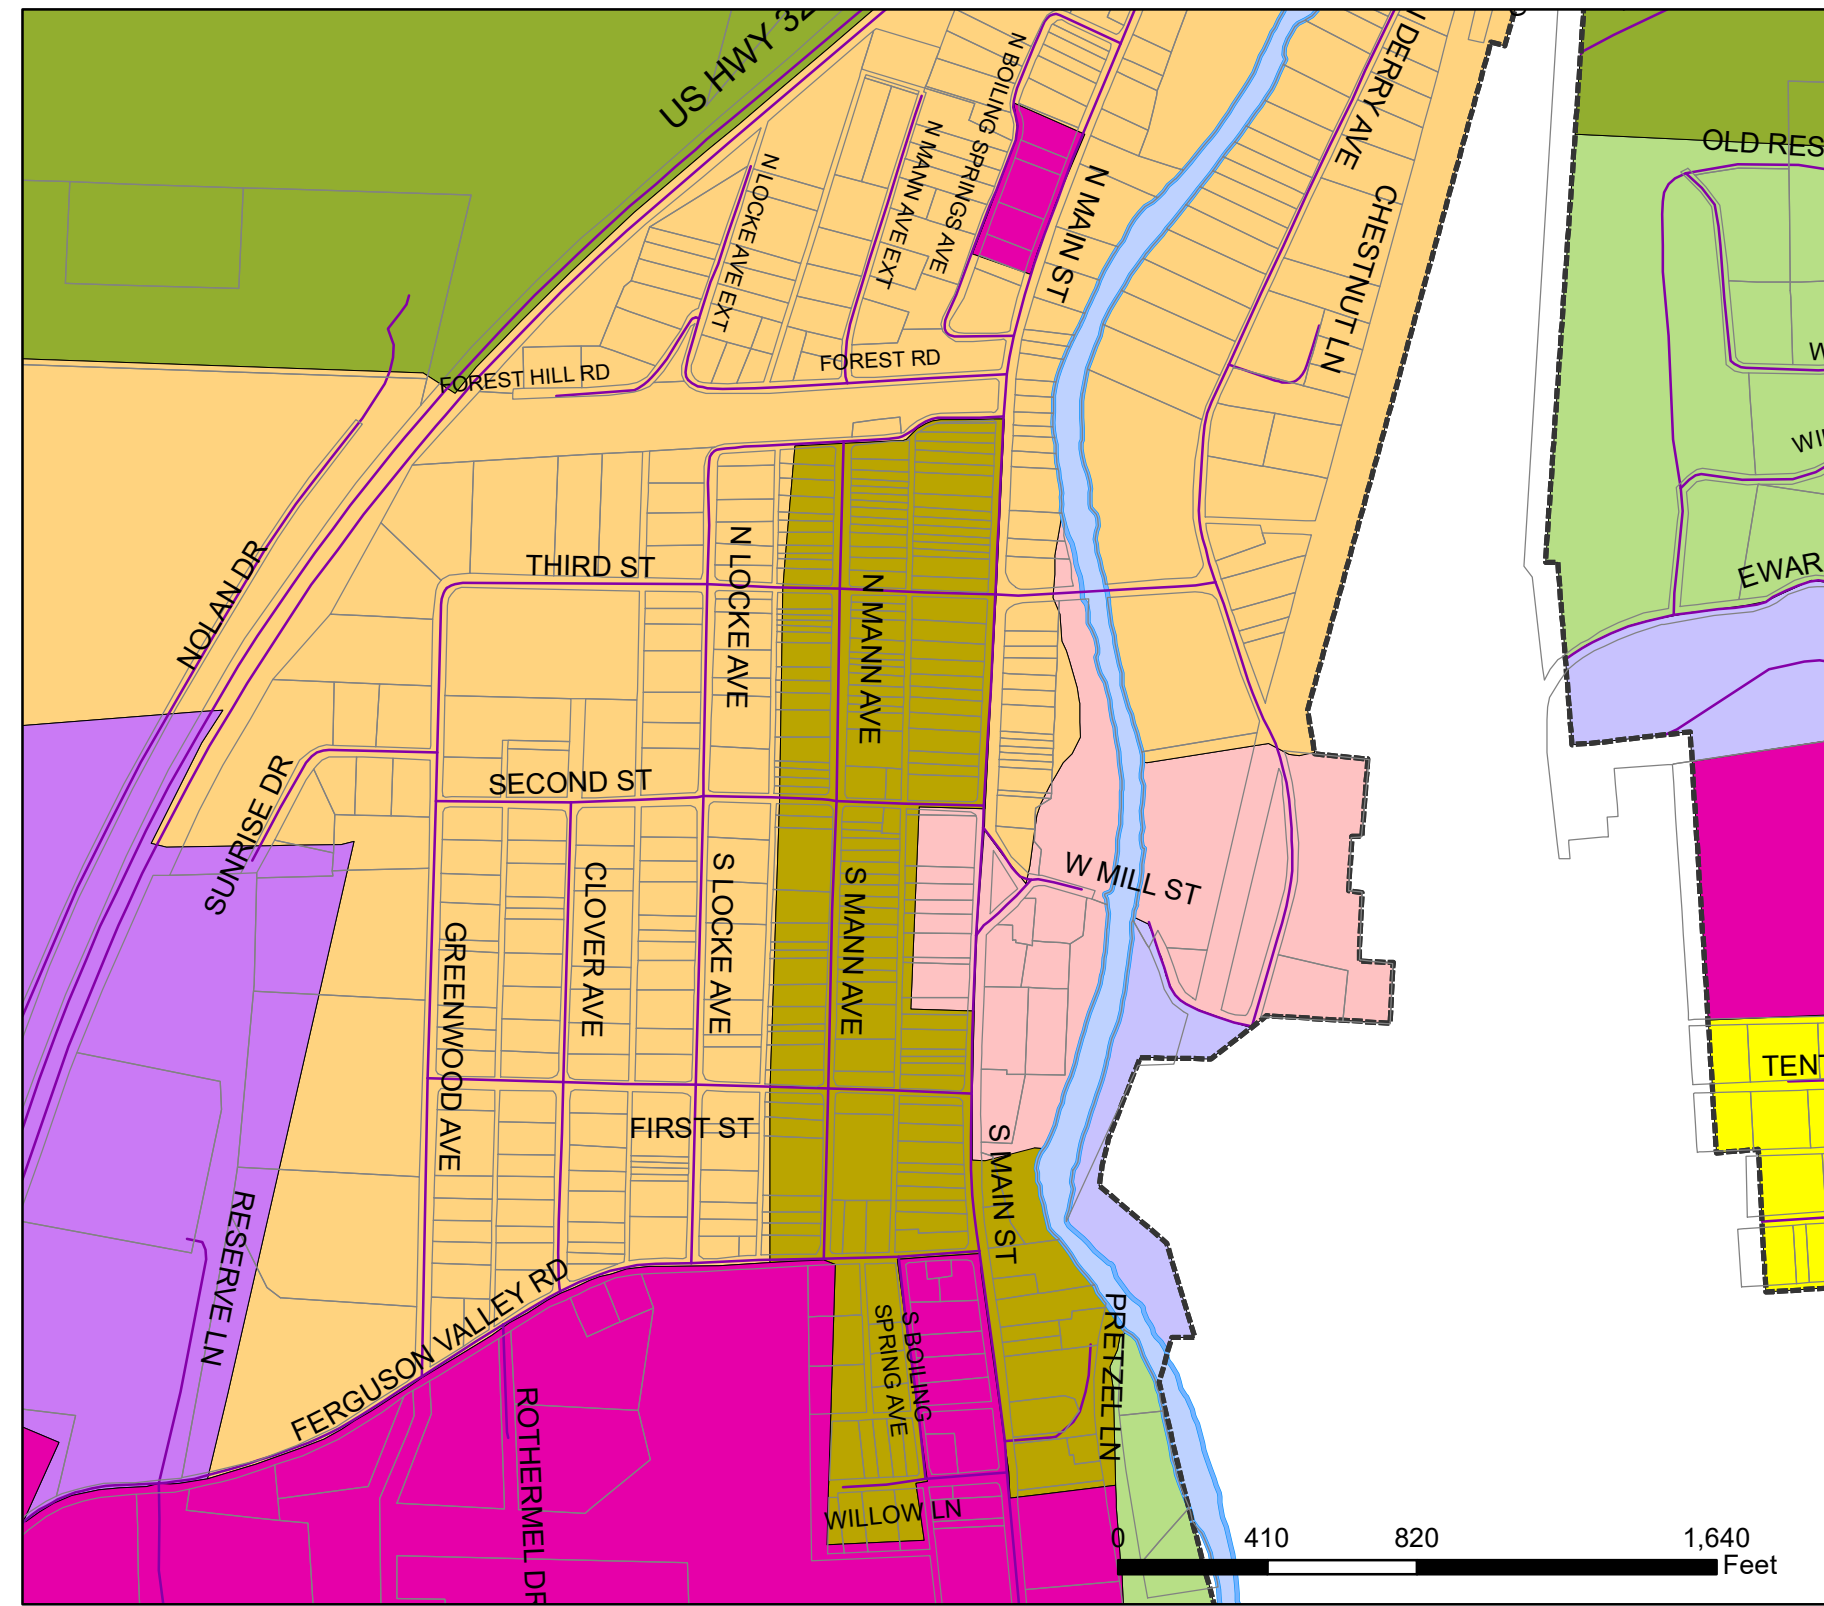 US HWY 32
N BOILING SPRINGS AVE
N DERRY AVE
OLD RES
N LOCKE AVE EXT
N MANN AVE EXT
N MAIN ST
CHESTNUT LN
FOREST HILL RD
FOREST RD
W
WI
THIRD ST
N LOCKE AVE
N MANN AVE
NOLAN DR
EWAR
SECOND ST
SUNRISE DR
W MILL ST
CLOVER AVE
S LOCKE AVE
S MANN AVE
GREENWOOD AVE
TENT
FIRST ST
S MAIN ST
RESERVE LN
FERGUSON VALLEY RD
S BOILING
SPRING AVE
PRETZEL LN
ROTHERMEL DR
WILLOW LN
0 410 820 1,640
Feet